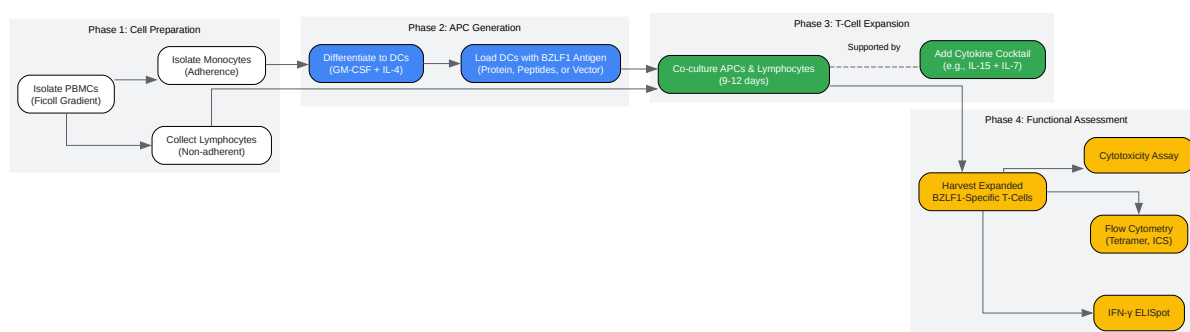 Phase 1: Cell Preparation
Isolate PBMCs
(Ficoll Gradient)
Isolate Monocytes
(Adherence)
Collect Lymphocytes
(Non-adherent)
Phase 2: APC Generation
Differentiate to DCs
(GM-CSF + IL-4)
Load DCs with BZLF1 Antigen
(Protein, Peptides, or Vector)
Phase 3: T-Cell Expansion
Co-culture APCs & Lymphocytes
(9-12 days)
Supported by
Add Cytokine Cocktail
(e.g., IL-15 + IL-7)
Phase 4: Functional Assessment
Harvest Expanded
BZLF1-Specific T-Cells
Cytotoxicity Assay
Flow Cytometry
(Tetramer, ICS)
IFN-γ ELISpot